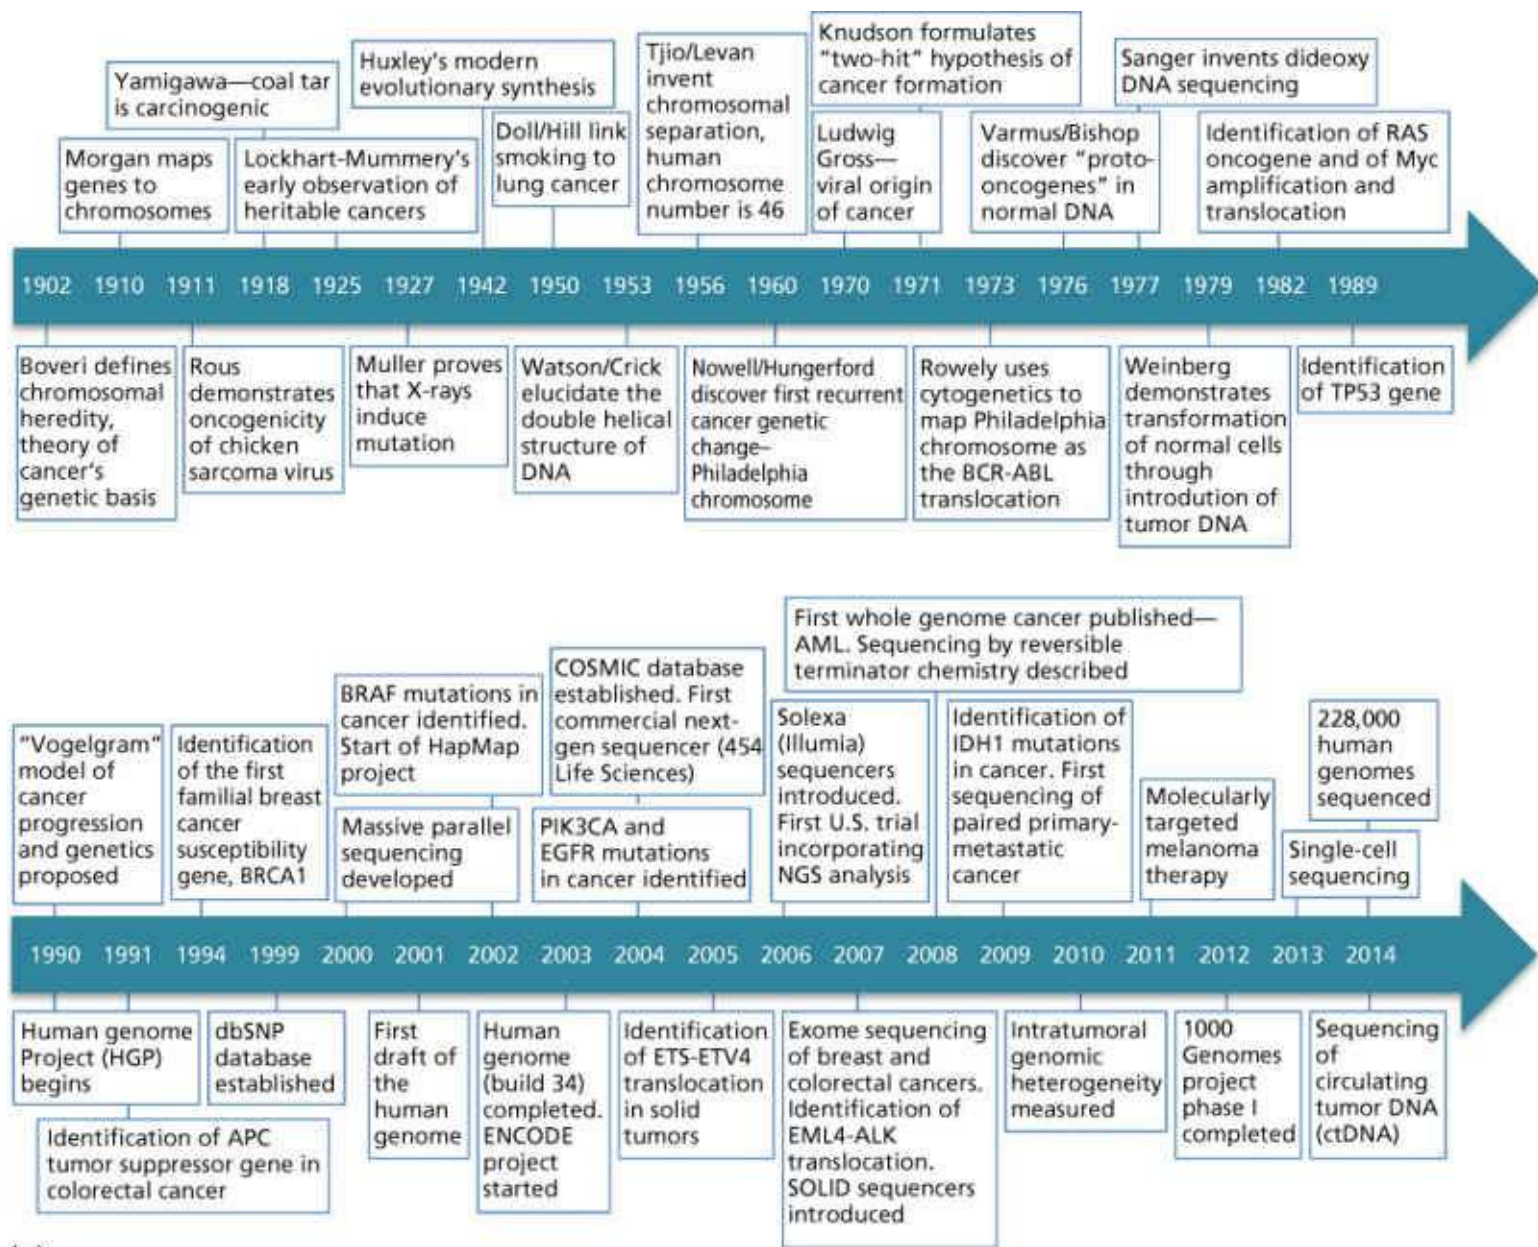 Yamigawa—coal tar
is carcinogenic
Huxley's modern
evolutionary synthesis
Tjio/Levan
invent
chromosomal
separation,
human
chromosome
number is 46
Knudson formulates
"two-hit" hypothesis of
cancer formation
Sanger invents dideoxy
DNA sequencing
Morgan maps
genes to
chromosomes
Lockhart-Mummery's
early observation of
heritable cancers
Doll/Hill link
smoking to
lung cancer
Ludwig
Gross—
viral origin
of cancer
Varmus/Bishop
discover "proto-
oncogenes" in
normal DNA
Identification of RAS
oncogene and of Myc
amplification and
translocation
1902 1910 1911 1918 1925 1927 1942 1950 1953 1956 1960 1970 1971 1973 1976 1977 1979 1982 1989
Boveri defines
chromosomal
heredity,
theory of
cancer's
genetic basis
Rous
demonstrates
oncogenicity
of chicken
sarcoma virus
Muller proves
that X-rays
induce
mutation
Watson/Crick
elucidate the
double helical
structure of
DNA
Nowell/Hungerford
discover first recurrent
cancer genetic
change–
Philadelphia
chromosome
Rowely uses
cytogenetics to
map Philadelphia
chromosome as
the BCR-ABL
translocation
Weinberg
demonstrates
transformation
of normal cells
through
introdution of
tumor DNA
Identification
of TP53 gene
First whole genome cancer published—
AML. Sequencing by reversible
terminator chemistry described
"Vogelgram"
model of
cancer
progression
and genetics
proposed
Identification
of the first
familial breast
cancer
susceptibility
gene, BRCA1
BRAF mutations in
cancer identified.
Start of HapMap
project
Massive parallel
sequencing
developed
COSMIC database
established. First
commercial next-
gen sequencer (454
Life Sciences)
PIK3CA and
EGFR mutations
in cancer identified
Solexa
(Illumia)
sequencers
introduced.
First U.S. trial
incorporating
NGS analysis
Identification of
IDH1 mutations
in cancer. First
sequencing of
paired primary-
metastatic
cancer
Molecularly
targeted
melanoma
therapy
228,000
human
genomes
sequenced
Single-cell
sequencing
1990 1991 1994 1999 2000 2001 2002 2003 2004 2005 2006 2007 2008 2009 2010 2011 2012 2013 2014
Human genome
Project (HGP)
begins
Identification of APC
tumor suppressor gene in
colorectal cancer
dbSNP
database
established
First
draft of
the
human
genome
Human
genome
(build 34)
completed.
ENCODE
project
started
Identification
of ETS-ETV4
translocation
in solid
tumors
Exome sequencing
of breast and
colorectal cancers.
Identification of
EML4-ALK
translocation.
SOLID sequencers
introduced
Intratumoral
genomic
heterogeneity
measured
1000
Genomes
project
phase I
completed
Sequencing
of
circulating
tumor DNA
(ctDNA)